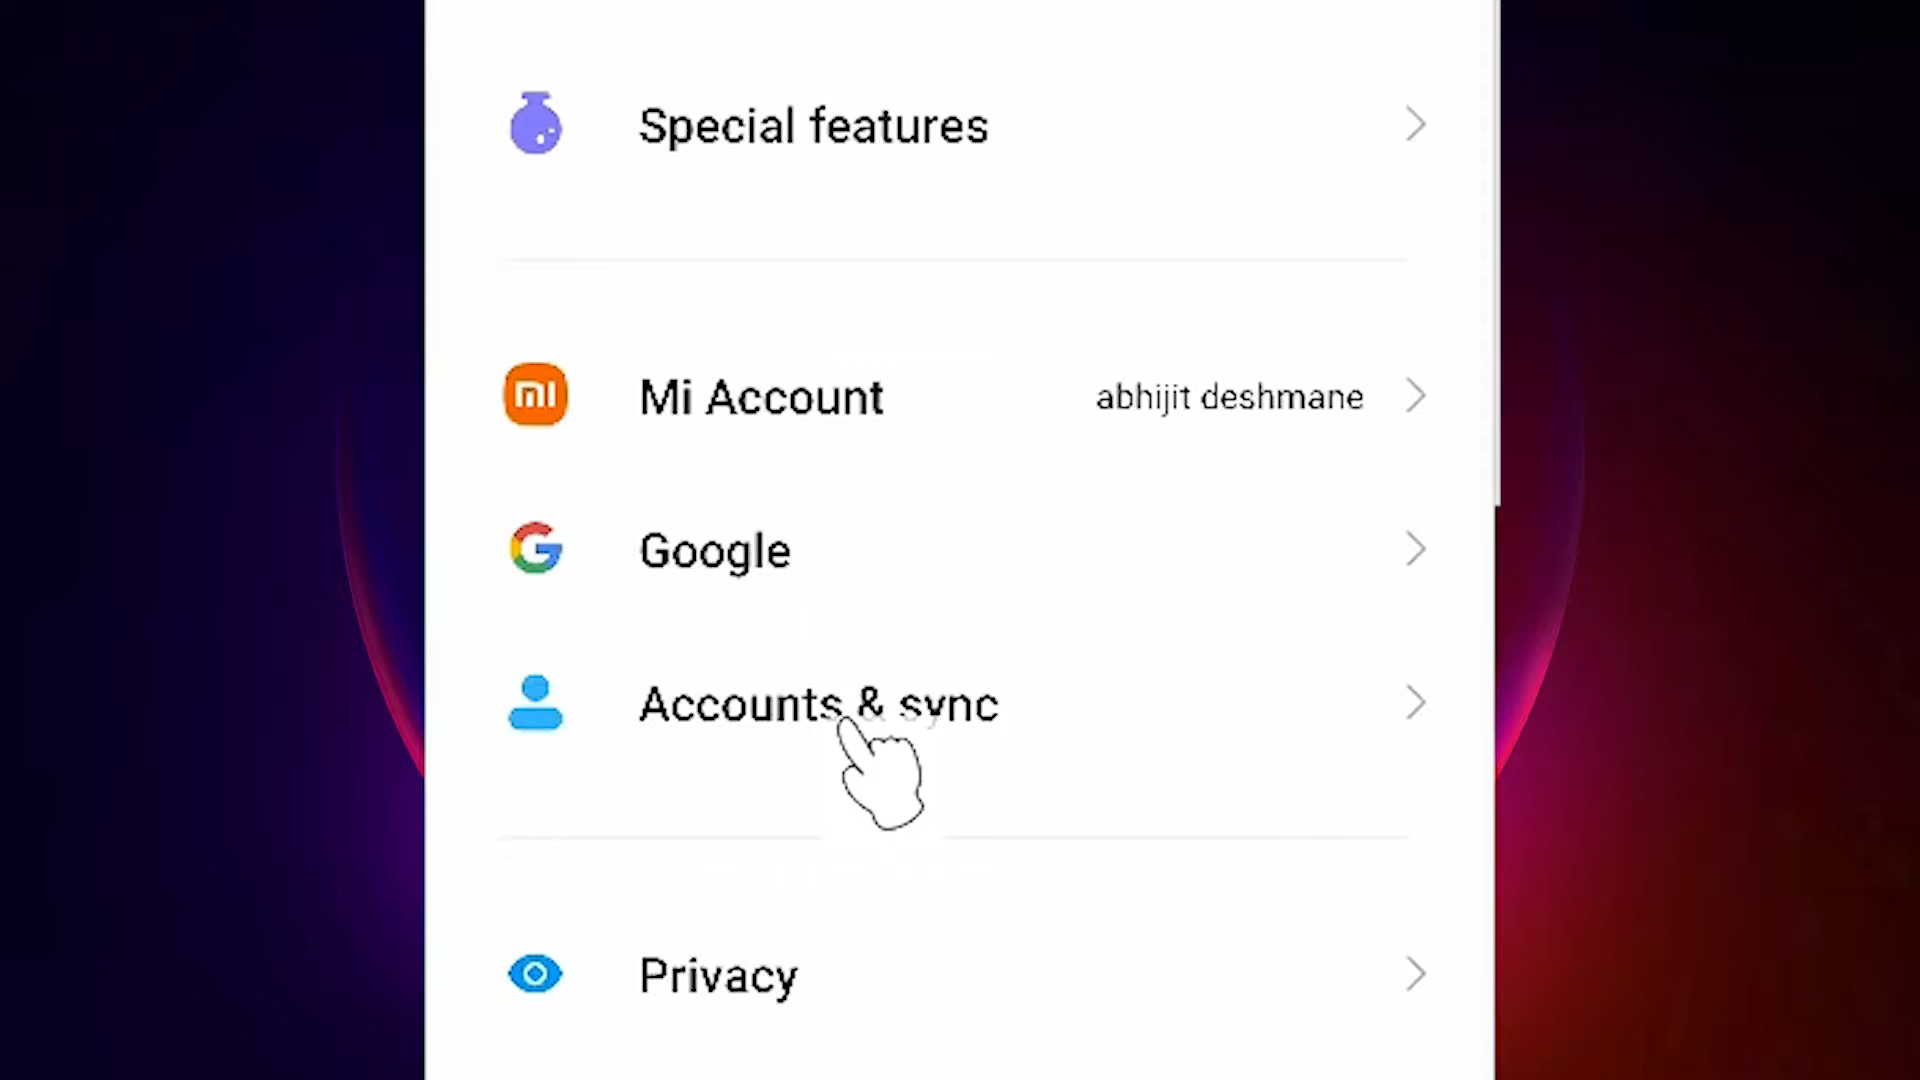 Special features
Mi Account abhijit deshmane
Google
Accounts & sync
Privacy